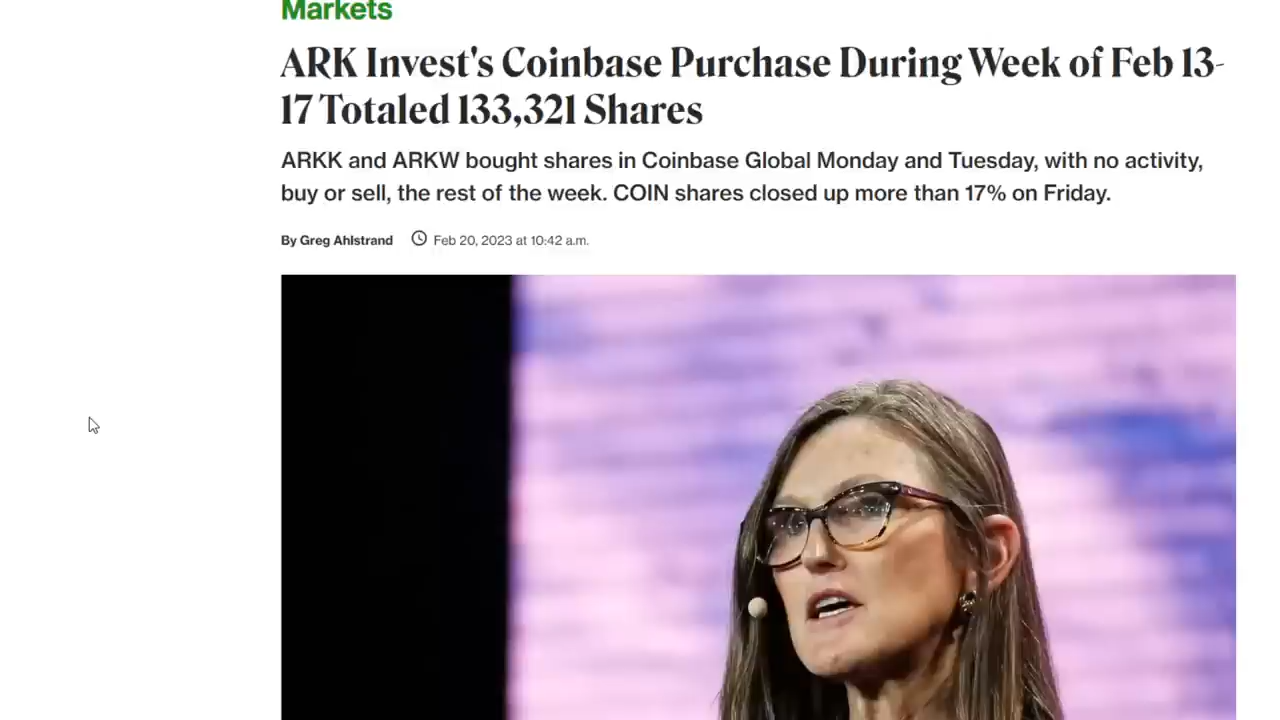 Markets
ARK Invest's Coinbase Purchase During Week of Feb 13-
17 Totaled 133,321 Shares
ARKK and ARKW bought shares in Coinbase Global Monday and Tuesday, with no activity,
buy or sell, the rest of the week. COIN shares closed up more than 17% on Friday.
By Greg Ahlstrand Feb 20, 2023 at 10:42 a.m.